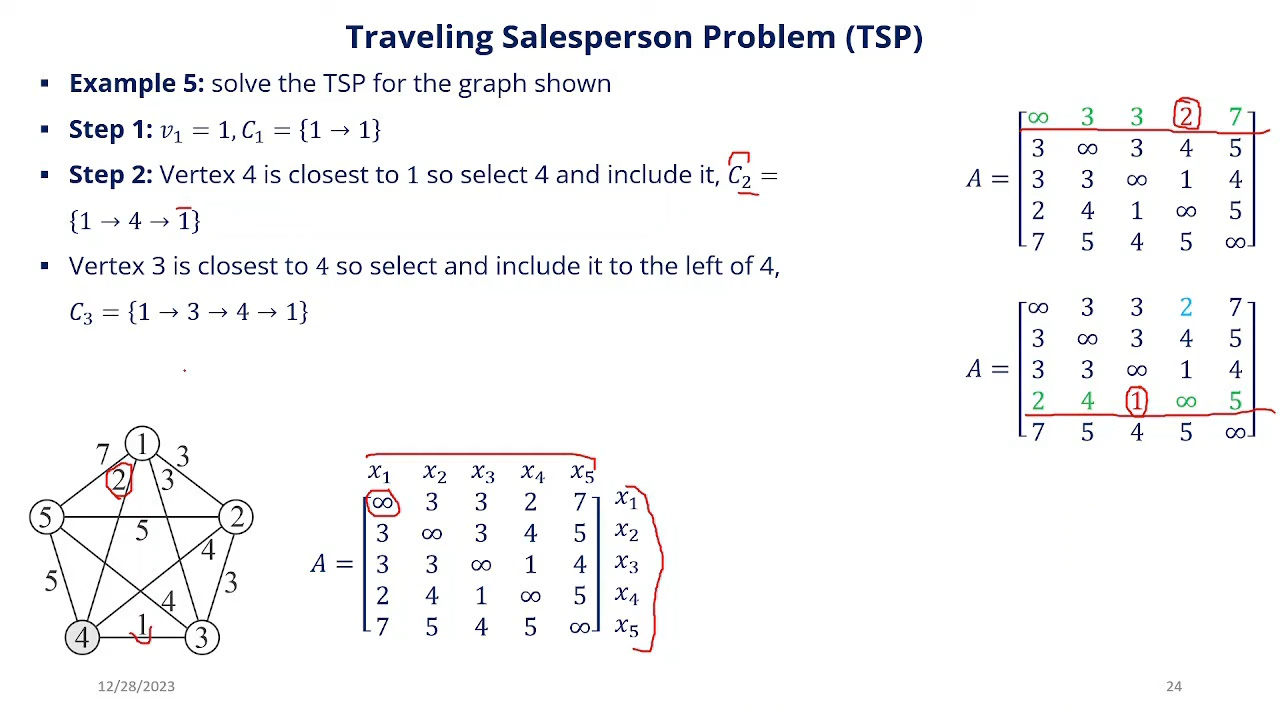 Traveling Salesperson Problem (TSP)
▪ Example 5: solve the TSP for the graph shown
▪ Step 1: v₁ = 1, C₁ = {1 → 1}
▪ Step 2: Vertex 4 is closest to 1 so select 4 and include it, C₂ =
{1 → 4 → 1}
▪ Vertex 3 is closest to 4 so select and include it to the left of 4,
C₃ = {1 → 3 → 4 → 1}
∞ 3 3 2 7
3 ∞ 3 4 5
A = 3 3 ∞ 1 4
2 4 1 ∞ 5
7 5 4 5 ∞
∞ 3 3 2 7
3 ∞ 3 4 5
A = 3 3 ∞ 1 4
2 4 1 ∞ 5
7 5 4 5 ∞
1
7 3
2 3
5 2
5
4
5 3
4
1
4 3
x₁ x₂ x₃ x₄ x₅
∞ 3 3 2 7 x₁
3 ∞ 3 4 5 x₂
A = 3 3 ∞ 1 4 x₃
2 4 1 ∞ 5 x₄
7 5 4 5 ∞ x₅
12/28/2023
24